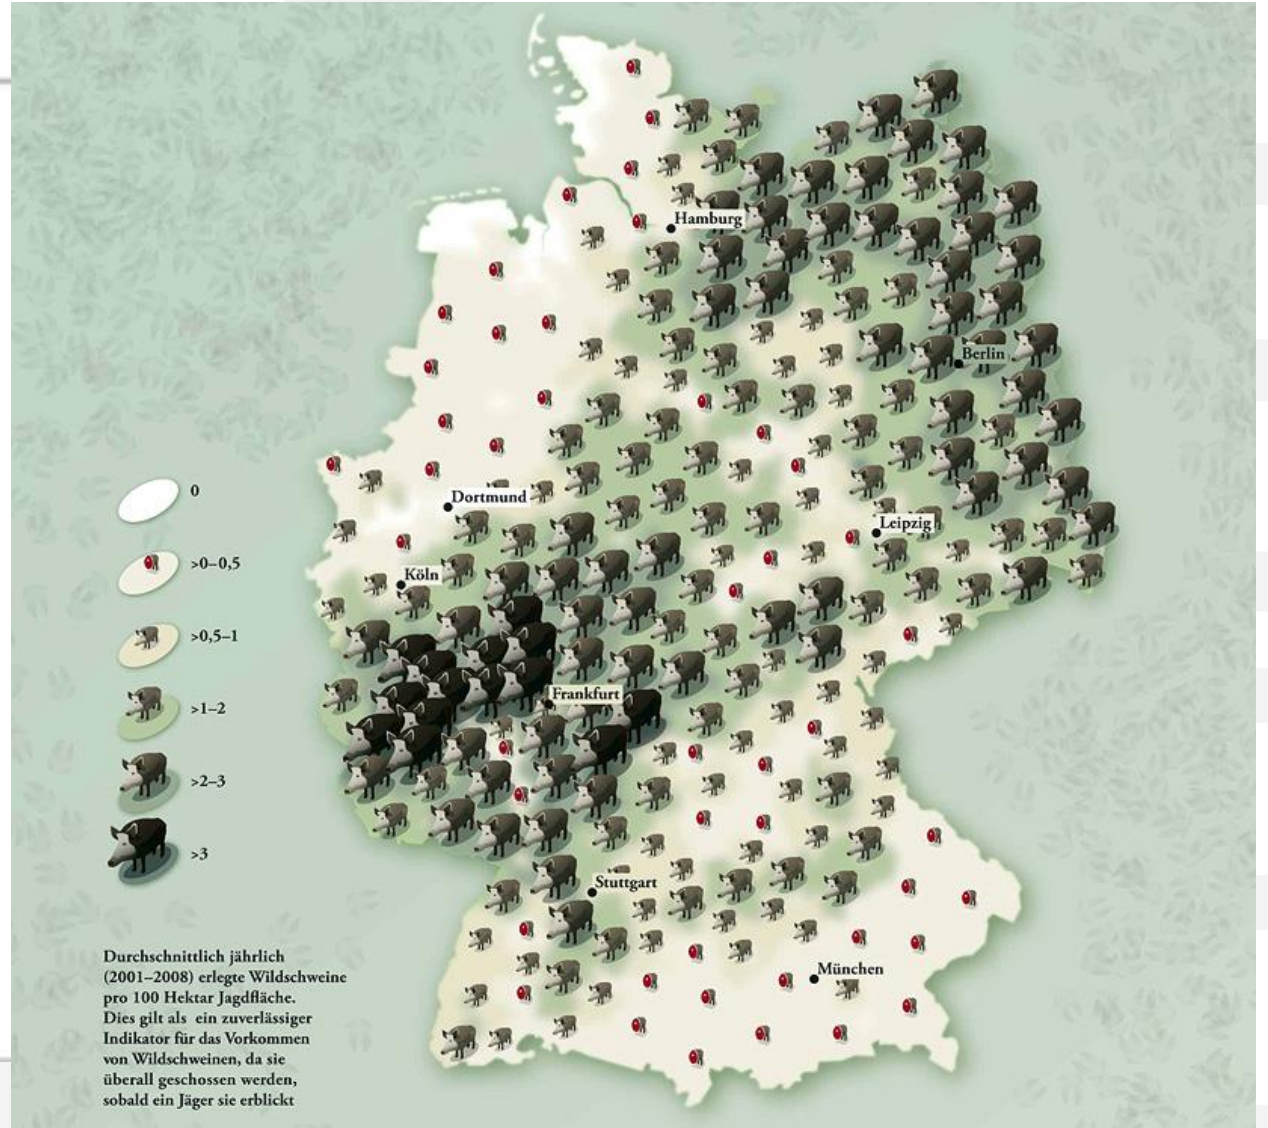 Hamburg
Berlin
Dortmund
Leipzig
Köln
Frankfurt
Stuttgart
München
0
>0–0,5
>0,5–1
>1–2
>2–3
>3
Durchschnittlich jährlich
(2001–2008) erlegte Wildschweine
pro 100 Hektar Jagdfläche.
Dies gilt als ein zuverlässiger
Indikator für das Vorkommen
von Wildschweinen, da sie
überall geschossen werden,
sobald ein Jäger sie erblickt